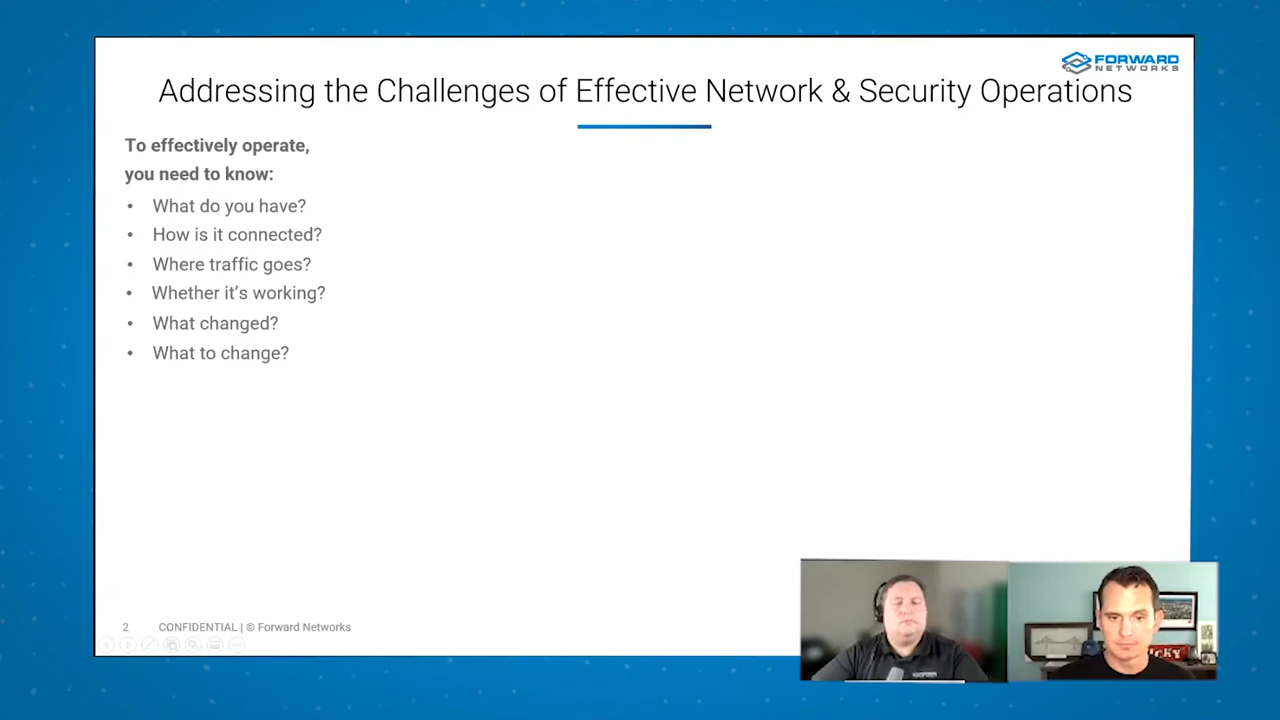 FORWARD
NETWORKS
Addressing the Challenges of Effective Network & Security Operations
To effectively operate,
you need to know:
• What do you have?
• How is it connected?
• Where traffic goes?
• Whether it’s working?
• What changed?
• What to change?
2 CONFIDENTIAL | © Forward Networks